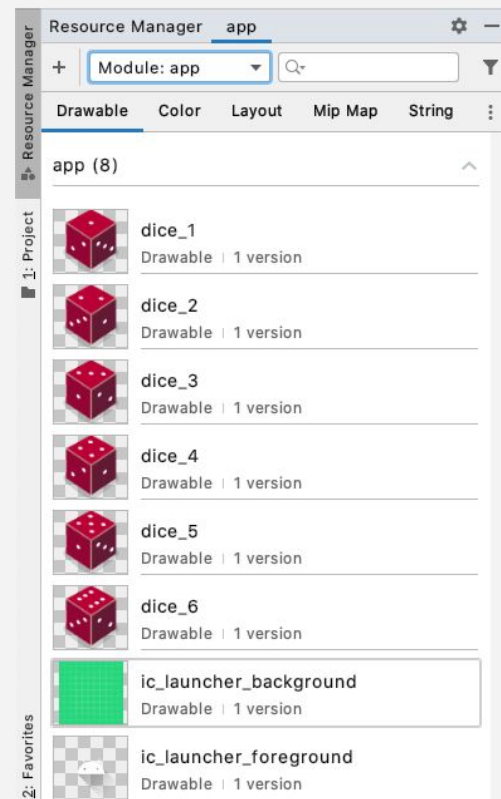 Resource Manager app
Module: app
Drawable Color Layout Mip Map String
app (8)
dice_1
Drawable | 1 version
dice_2
Drawable | 1 version
dice_3
Drawable | 1 version
dice_4
Drawable | 1 version
dice_5
Drawable | 1 version
dice_6
Drawable | 1 version
ic_launcher_background
Drawable | 1 version
ic_launcher_foreground
Drawable | 1 version
Resource Manager
1: Project
2: Favorites